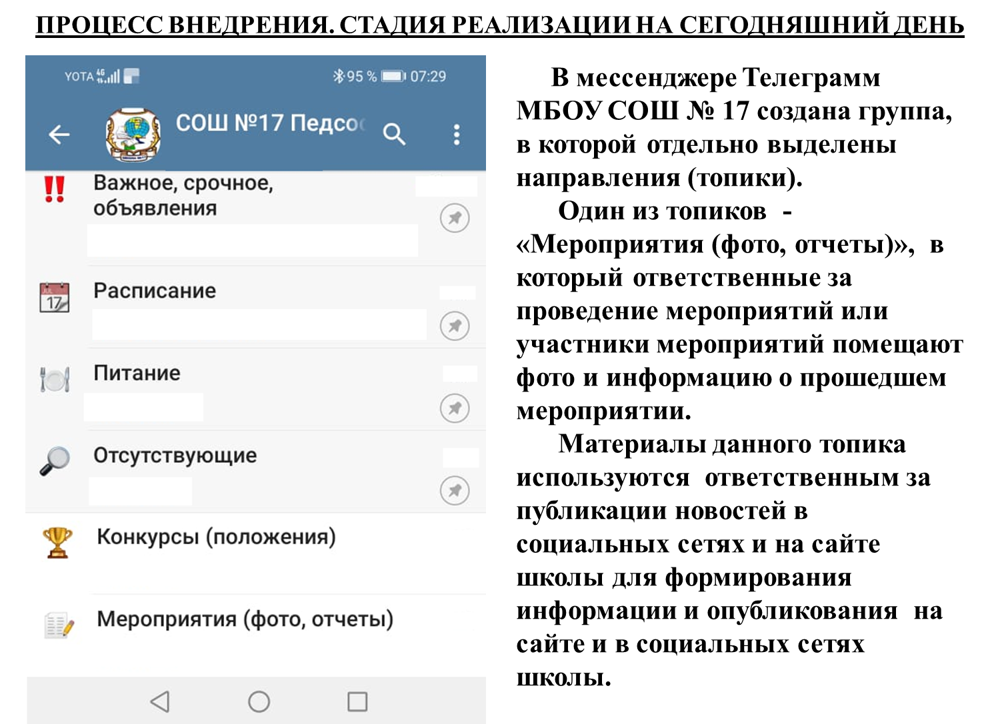 ПРОЦЕСС ВНЕДРЕНИЯ. СТАДИЯ РЕАЛИЗАЦИИ НА СЕГОДНЯШНИЙ ДЕНЬ
YOTA 4G 95 % 07:29
СОШ №17 Педсо
Важное, срочное,
объявления
JUL
17
Расписание
Питание
Отсутствующие
Конкурсы (положения)
Мероприятия (фото, отчеты)
В мессенджере Телеграмм
МБОУ СОШ № 17 создана группа,
в которой отдельно выделены
направления (топики).
Один из топиков -
«Мероприятия (фото, отчеты)», в
который ответственные за
проведение мероприятий или
участники мероприятий помещают
фото и информацию о прошедшем
мероприятии.
Материалы данного топика
используются ответственным за
публикации новостей в
социальных сетях и на сайте
школы для формирования
информации и опубликования на
сайте и в социальных сетях
школы.